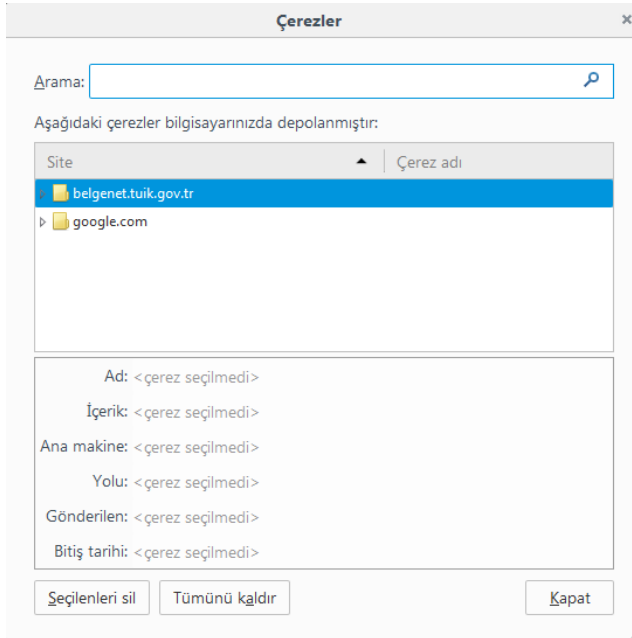 Çerezler
Arama:
Aşağıdaki çerezler bilgisayarınızda depolanmıştır:
Site Çerez adı
belgenet.tuik.gov.tr
google.com
Ad: <çerez seçilmedi>
İçerik: <çerez seçilmedi>
Ana makine: <çerez seçilmedi>
Yolu: <çerez seçilmedi>
Gönderilen: <çerez seçilmedi>
Bitiş tarihi: <çerez seçilmedi>
Seçilenleri sil Tümünü kaldır Kapat